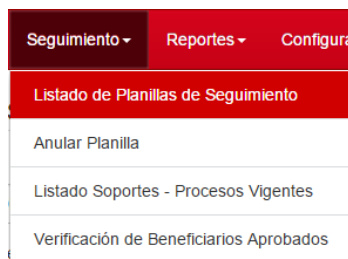 Seguimiento Reportes Configura
Listado de Planillas de Seguimiento
Anular Planilla
Listado Soportes - Procesos Vigentes
Verificación de Beneficiarios Aprobados